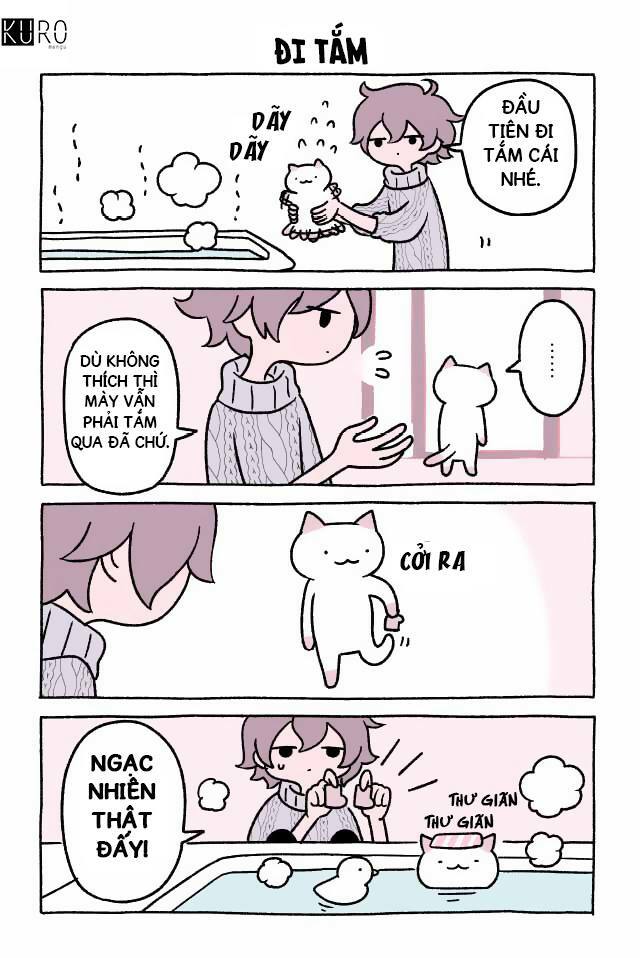 KURO
manga
ĐI TẮM
DÃY
DÃY
ĐẦU
TIÊN ĐI
TẮM CÁI
NHÉ.
.......
DÙ KHÔNG
THÍCH THÌ
MÀY VẪN
PHẢI TẮM
QUA ĐÃ CHỨ.
CỞI RA
NGẠC
NHIÊN
THẬT
ĐẤY!
THƯ GIÃN
THƯ GIÃN